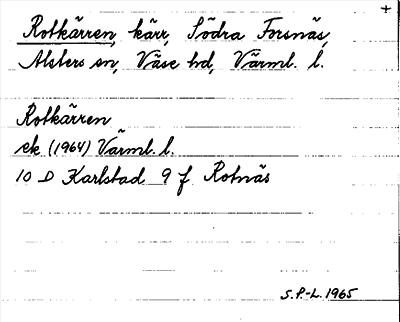 +
Rotkärren, kärr, Södra Forsnäs,
Alsters sn, Väse hd, Värml. l.
Rotkärren
ek (1964) Värml. l.
10 D Karlstad 9 f Rotnäs
S.P.-L. 1965